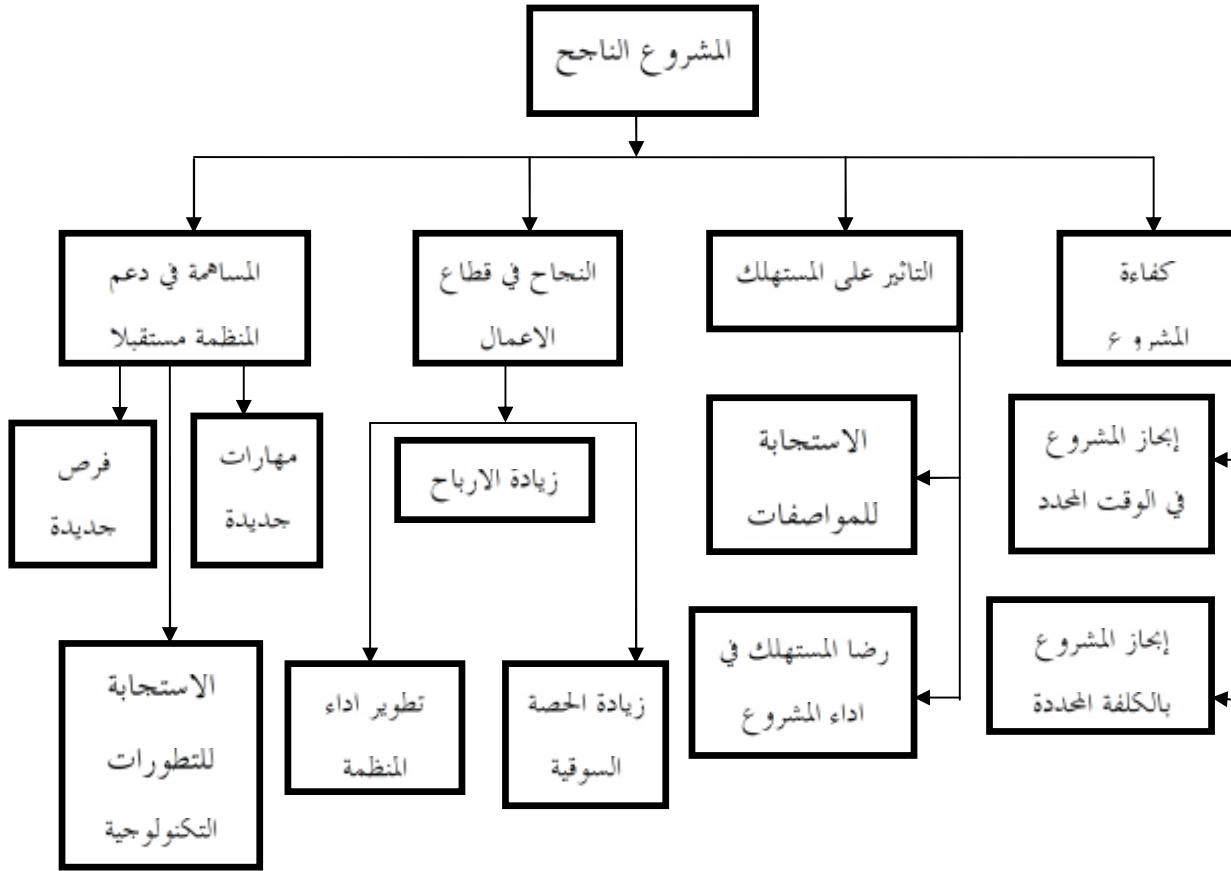 المشروع الناجح
كفاءة
المشروع
التاثير على المستهلك
النجاح في قطاع
الاعمال
المساهمة في دعم
المنظمة مستقبلا
إنجاز المشروع
في الوقت المحدد
إنجاز المشروع
بالكلفة المحددة
الاستجابة
للمواصفات
رضا المستهلك في
اداء المشروع
زيادة الارباح
زيادة الحصة
السوقية
تطوير اداء
المنظمة
مهارات
جديدة
فرص
جديدة
الاستجابة
للتطورات
التكنولوجية